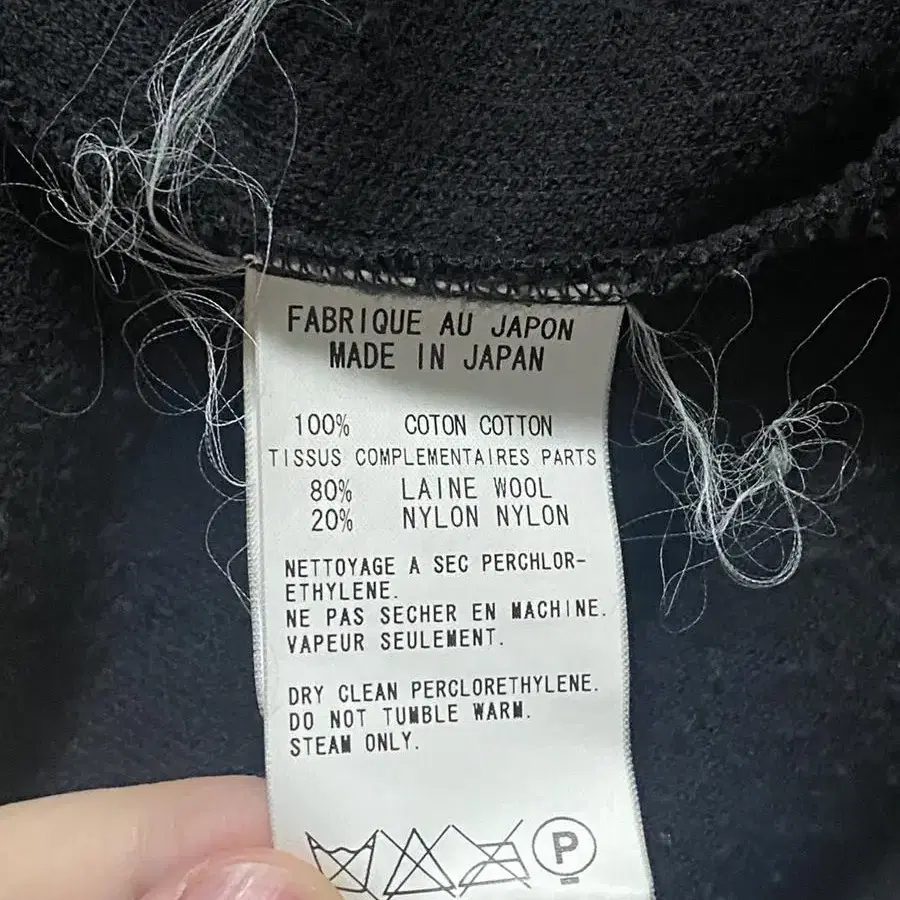 FABRIQUE AU JAPON
MADE IN JAPAN
100% COTON COTTON
TISSUS COMPLEMENTAIRES PARTS
80% LAINE WOOL
20% NYLON NYLON
NETTOYAGE A SEC PERCHLOR-
ETHYLENE.
NE PAS SECHER EN MACHINE.
VAPEUR SEULEMENT.
DRY CLEAN PERCLORETHYLENE.
DO NOT TUMBLE WARM.
STEAM ONLY.
P